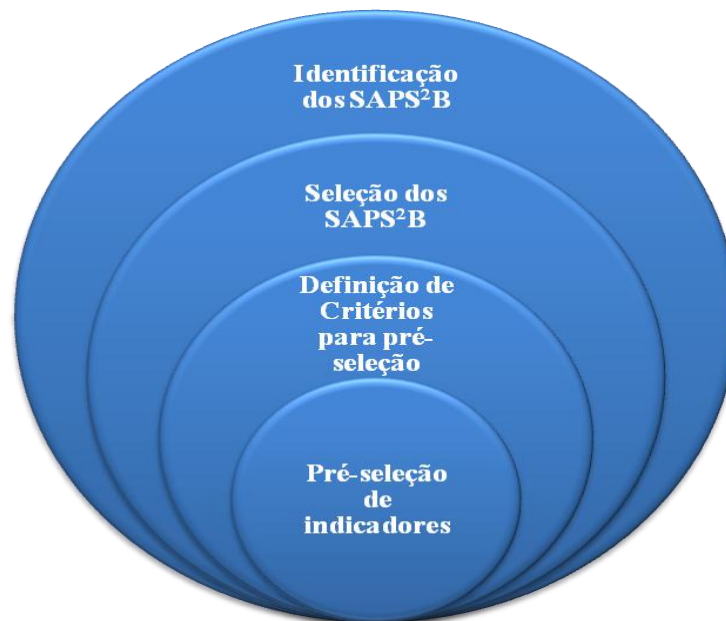 Identificação
dos SAPS²B
Seleção dos
SAPS²B
Definição de
Critérios
para pré-
seleção
Pré-seleção
de
indicadores